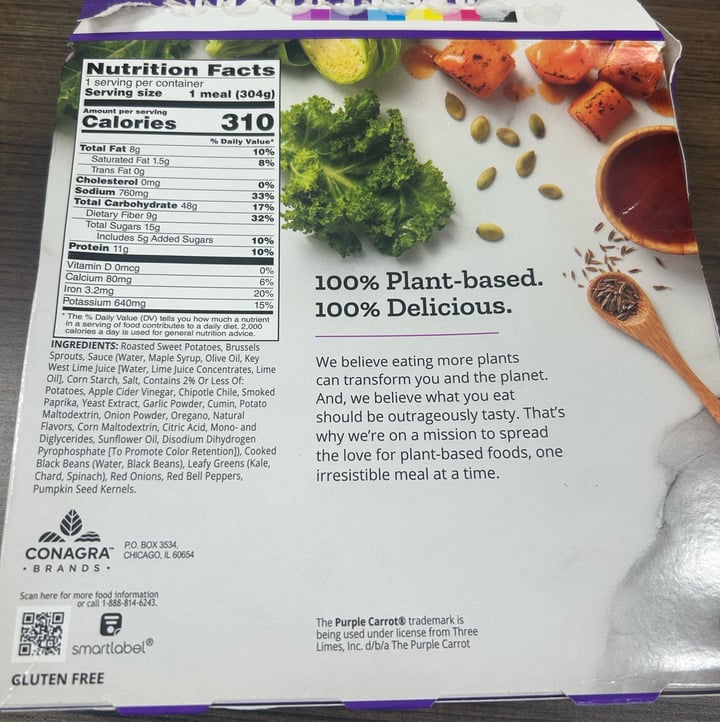 Nutrition Facts
1 serving per container
Serving size 1 meal (304g)
Amount per serving
Calories 310
% Daily Value*
Total Fat 8g 10%
Saturated Fat 1.5g 8%
Trans Fat 0g
Cholesterol 0mg 0%
Sodium 760mg 33%
Total Carbohydrate 48g 17%
Dietary Fiber 9g 32%
Total Sugars 15g
Includes 5g Added Sugars 10%
Protein 11g 10%
Vitamin D 0mcg 0%
Calcium 80mg 6%
Iron 3.2mg 20%
Potassium 640mg 15%
* The % Daily Value (DV) tells you how much a nutrient
in a serving of food contributes to a daily diet. 2,000
calories a day is used for general nutrition advice.
INGREDIENTS: Roasted Sweet Potatoes, Brussels
Sprouts, Sauce (Water, Maple Syrup, Olive Oil, Key
West Lime Juice [Water, Lime Juice Concentrates, Lime
Oil], Corn Starch, Salt, Contains 2% Or Less Of:
Potatoes, Apple Cider Vinegar, Chipotle Chile, Smoked
Paprika, Yeast Extract, Garlic Powder, Cumin, Potato
Maltodextrin, Onion Powder, Oregano, Natural
Flavors, Corn Maltodextrin, Citric Acid, Mono- and
Diglycerides, Sunflower Oil, Disodium Dihydrogen
Pyrophosphate [To Promote Color Retention]), Cooked
Black Beans (Water, Black Beans), Leafy Greens (Kale,
Chard, Spinach), Red Onions, Red Bell Peppers,
Pumpkin Seed Kernels.
CONAGRA™
• BRANDS •
P.O. BOX 3534,
CHICAGO, IL 60654
Scan here for more food information
or call 1-888-814-6243.
smartlabel®
GLUTEN FREE
100% Plant-based.
100% Delicious.
We believe eating more plants
can transform you and the planet.
And, we believe what you eat
should be outrageously tasty. That's
why we're on a mission to spread
the love for plant-based foods, one
irresistible meal at a time.
The Purple Carrot® trademark is
being used under license from Three
Limes, Inc. d/b/a The Purple Carrot